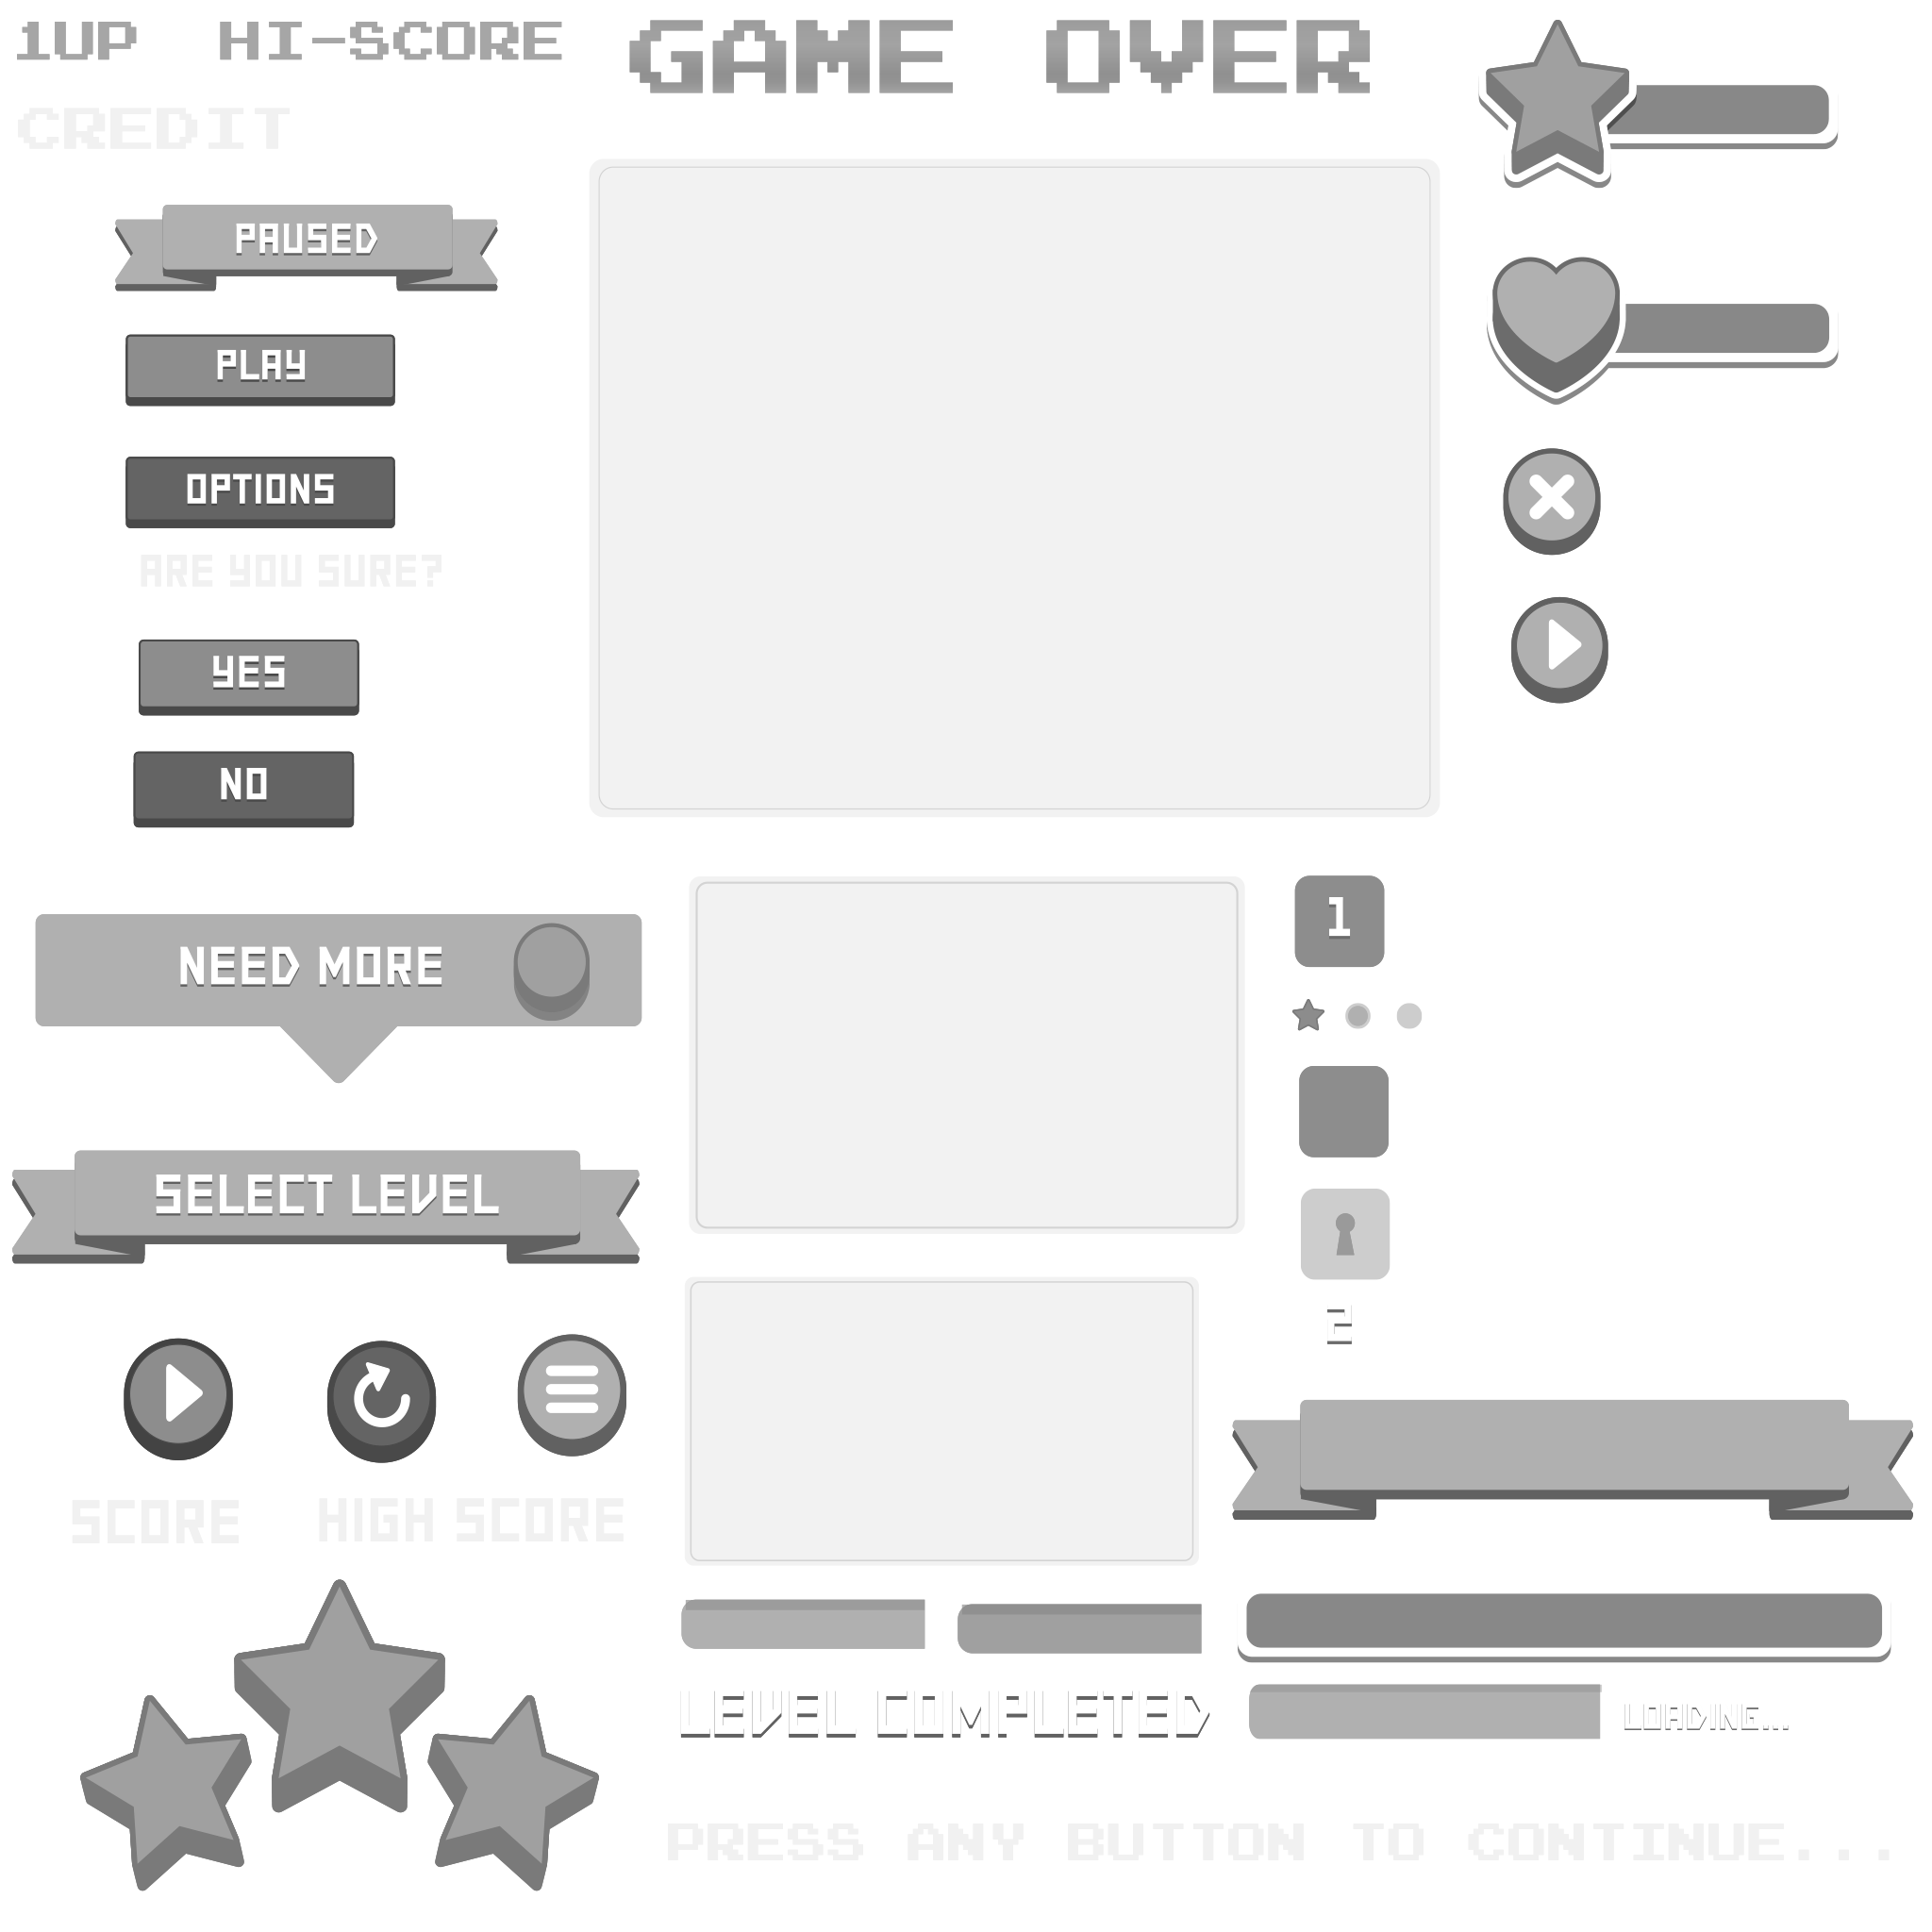 1UP HI-SCORE
GAME OVER
CREDIT
PAUSED
PLAY
OPTIONS
ARE YOU SURE?
YES
NO
1
NEED MORE
SELECT LEVEL
2
SCORE
HIGH SCORE
LEVEL COMPLETED
LOADING...
PRESS ANY BUTTON TO CONTINUE...